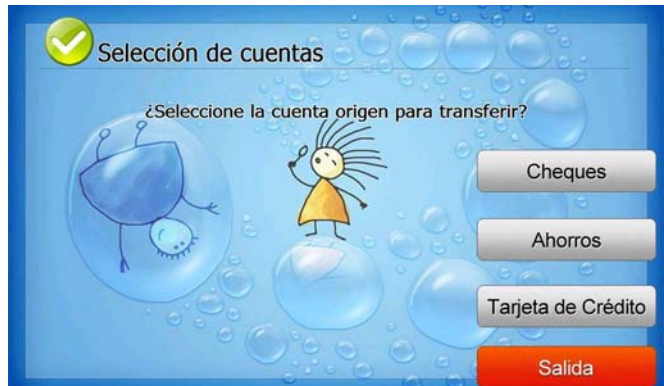 Selección de cuentas
¿Seleccione la cuenta origen para transferir?
Cheques
Ahorros
Tarjeta de Crédito
Salida